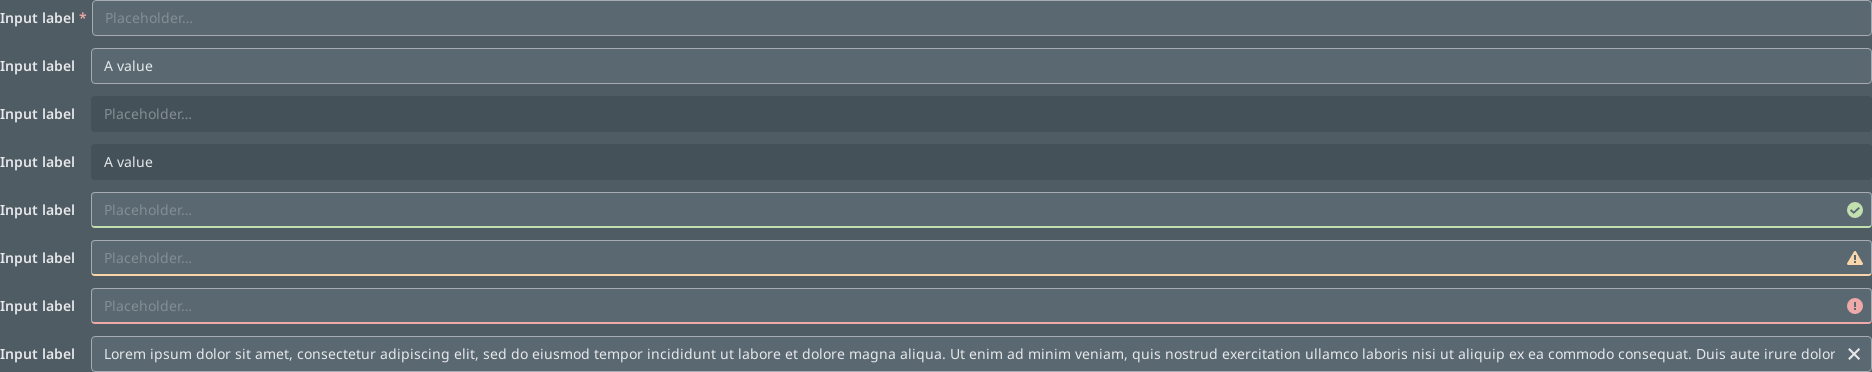 Input label * Placeholder...
Input label A value
Input label Placeholder...
Input label A value
Input label Placeholder...
Input label Placeholder...
Input label Placeholder...
Input label Lorem ipsum dolor sit amet, consectetur adipiscing elit, sed do eiusmod tempor incididunt ut labore et dolore magna aliqua. Ut enim ad minim veniam, quis nostrud exercitation ullamco laboris nisi ut aliquip ex ea commodo consequat. Duis aute irure dolor